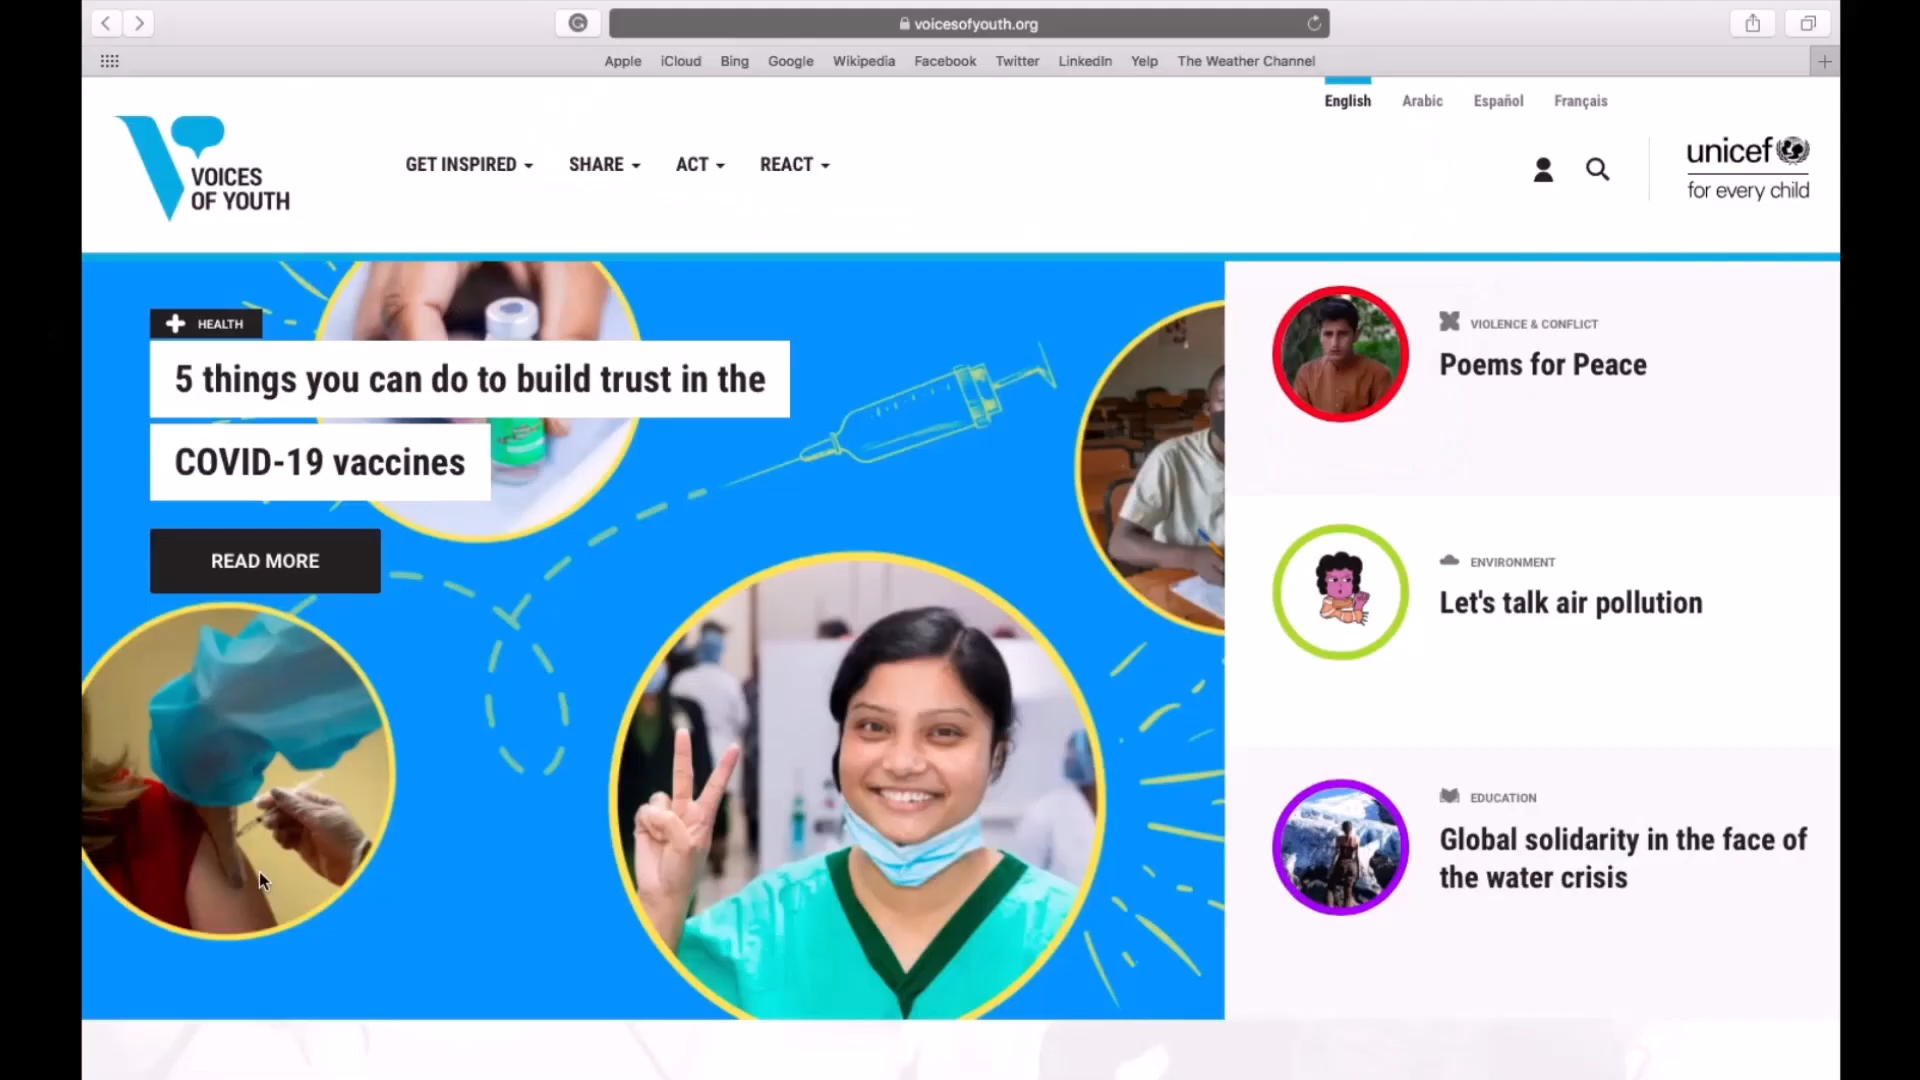 voicesofyouth.org
Apple iCloud Bing Google Wikipedia Facebook Twitter LinkedIn Yelp The Weather Channel
English Arabic Español Français
VOICES
OF YOUTH
GET INSPIRED SHARE ACT REACT
unicef
for every child
HEALTH
5 things you can do to build trust in the
COVID-19 vaccines
READ MORE
VIOLENCE & CONFLICT
Poems for Peace
ENVIRONMENT
Let's talk air pollution
EDUCATION
Global solidarity in the face of
the water crisis